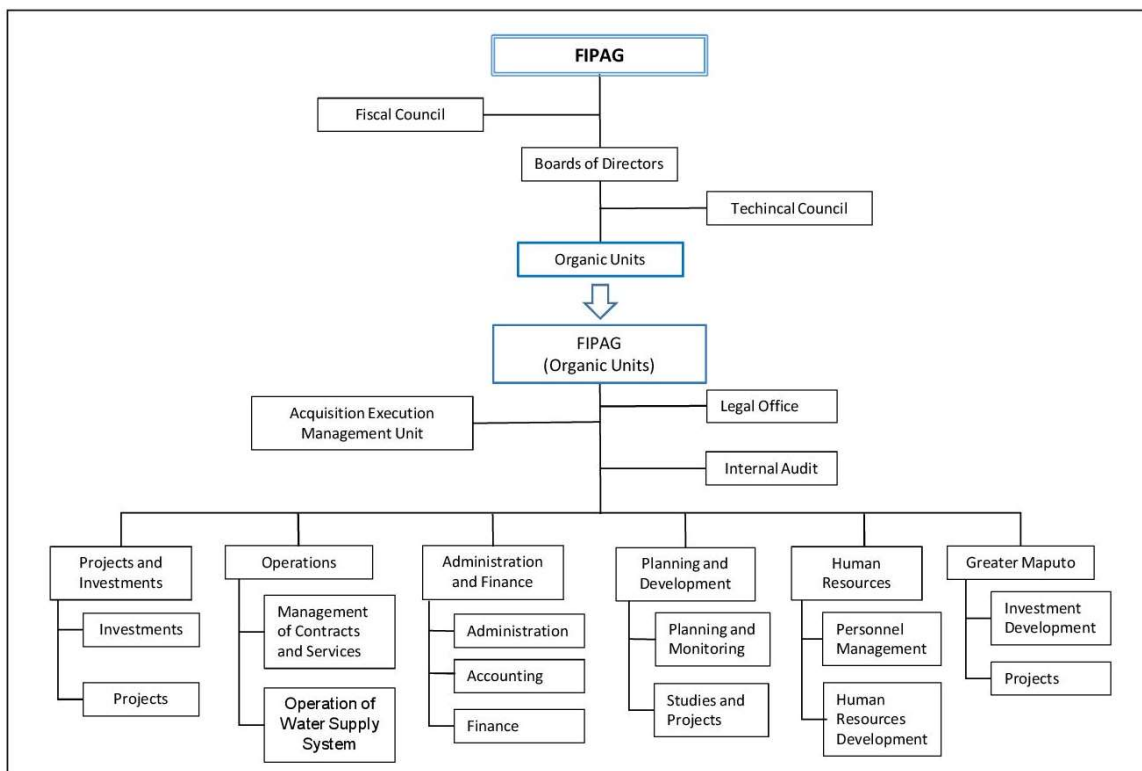 FIPAG
Fiscal Council
Boards of Directors
Techincal Council
Organic Units
FIPAG
(Organic Units)
Acquisition Execution
Management Unit
Legal Office
Internal Audit
Projects and
Investments
Investments
Projects
Operations
Management
of Contracts
and Services
Operation of
Water Supply
System
Administration
and Finance
Administration
Accounting
Finance
Planning and
Development
Planning and
Monitoring
Studies and
Projects
Human
Resources
Personnel
Management
Human
Resources
Development
Greater Maputo
Investment
Development
Projects